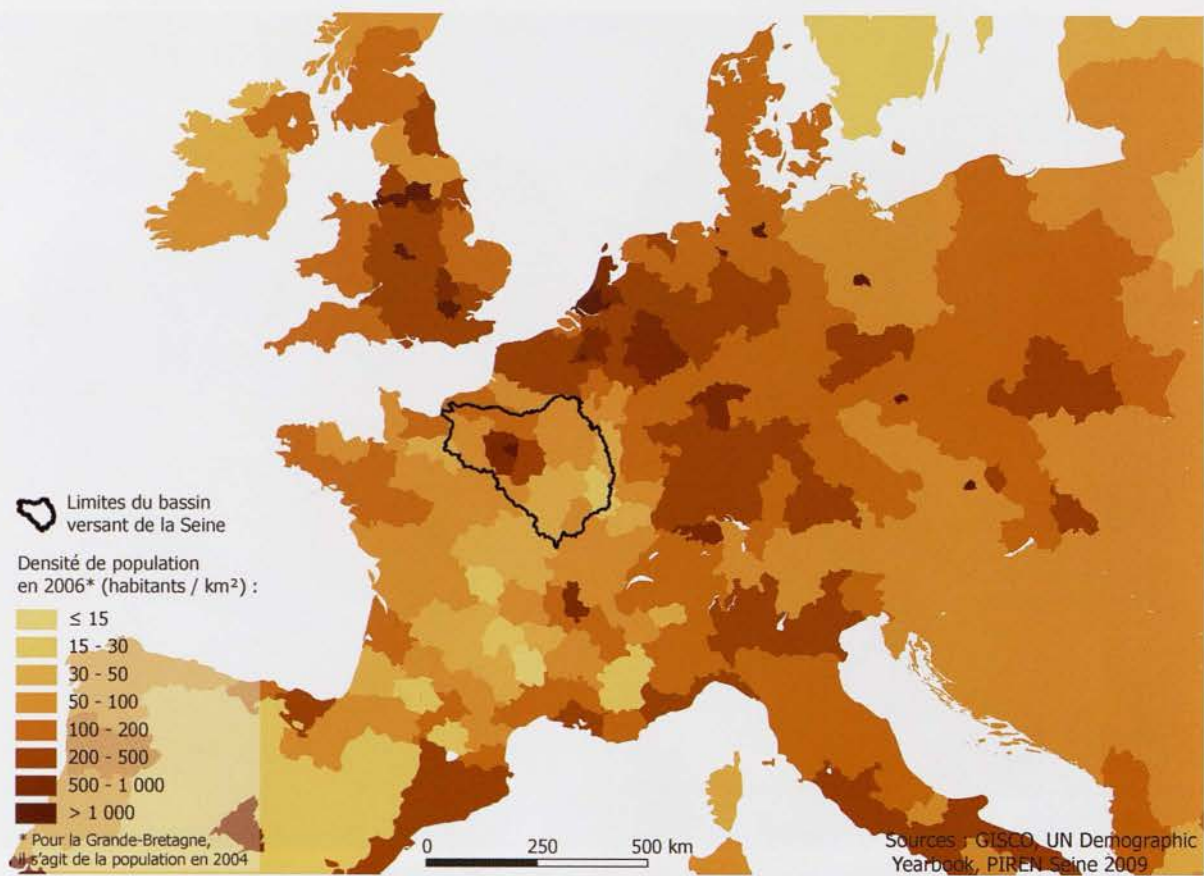 Limites du bassin
versant de la Seine
Densité de population
en 2006* (habitants / km²) :
≤ 15
15 - 30
30 - 50
50 - 100
100 - 200
200 - 500
500 - 1 000
> 1 000
* Pour la Grande-Bretagne,
il s'agit de la population en 2004
0 250 500 km
Sources : GISCO, UN Demographic
Yearbook, PIREN Seine 2009